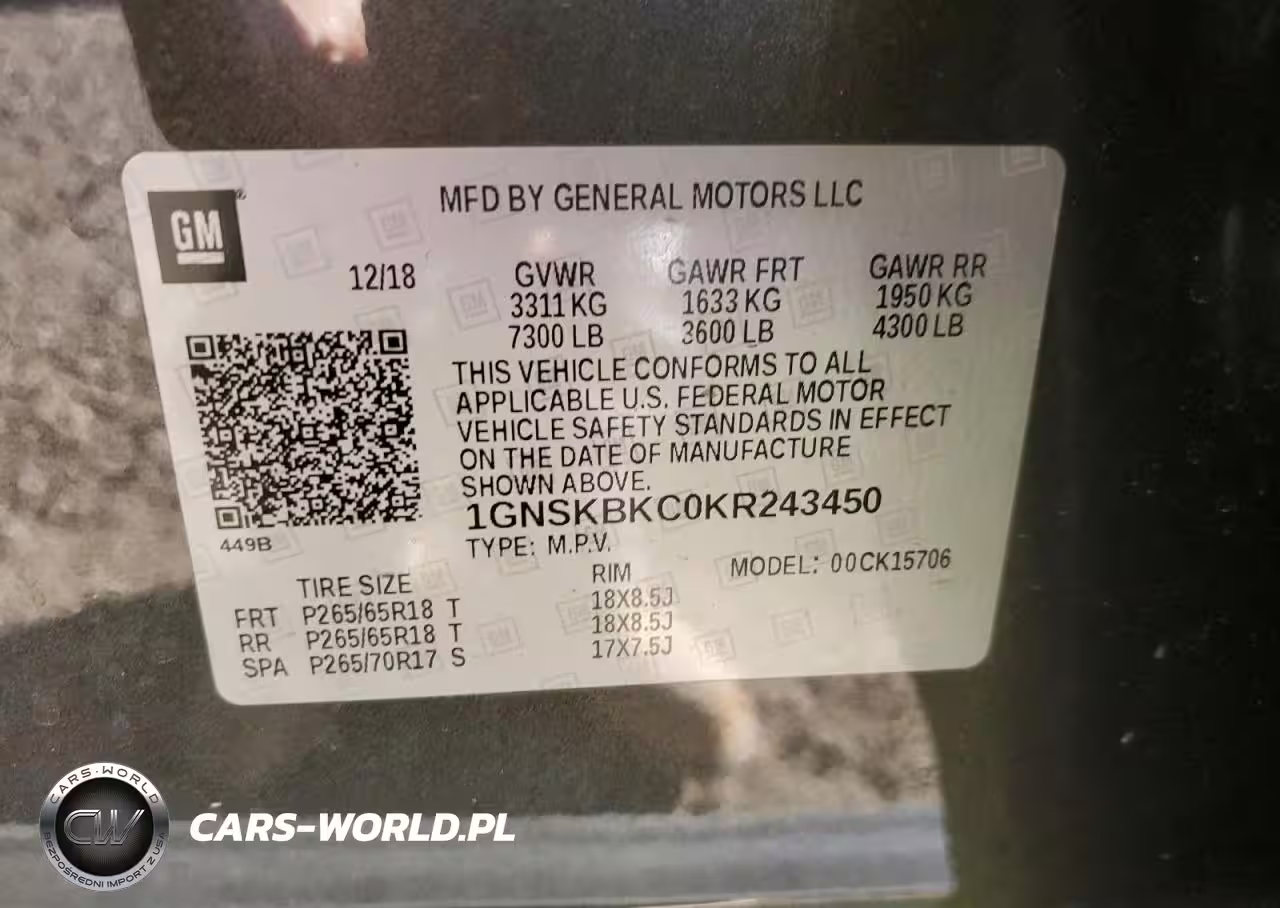 GM
MFD BY GENERAL MOTORS LLC
12/18 GVWR GAWR FRT GAWR RR
3311 KG 1633 KG 1950 KG
7300 LB 3600 LB 4300 LB
THIS VEHICLE CONFORMS TO ALL
APPLICABLE U.S. FEDERAL MOTOR
VEHICLE SAFETY STANDARDS IN EFFECT
ON THE DATE OF MANUFACTURE
SHOWN ABOVE.
1GNSKBKC0KR243450
449B
TYPE: M.P.V. MODEL: 00CK15706
TIRE SIZE RIM
FRT P265/65R18 T 18X8.5J
RR P265/65R18 T 18X8.5J
SPA P265/70R17 S 17X7.5J
CARS-WORLD
CW
BEZPOŚREDNI IMPORT Z USA
CARS-WORLD.PL